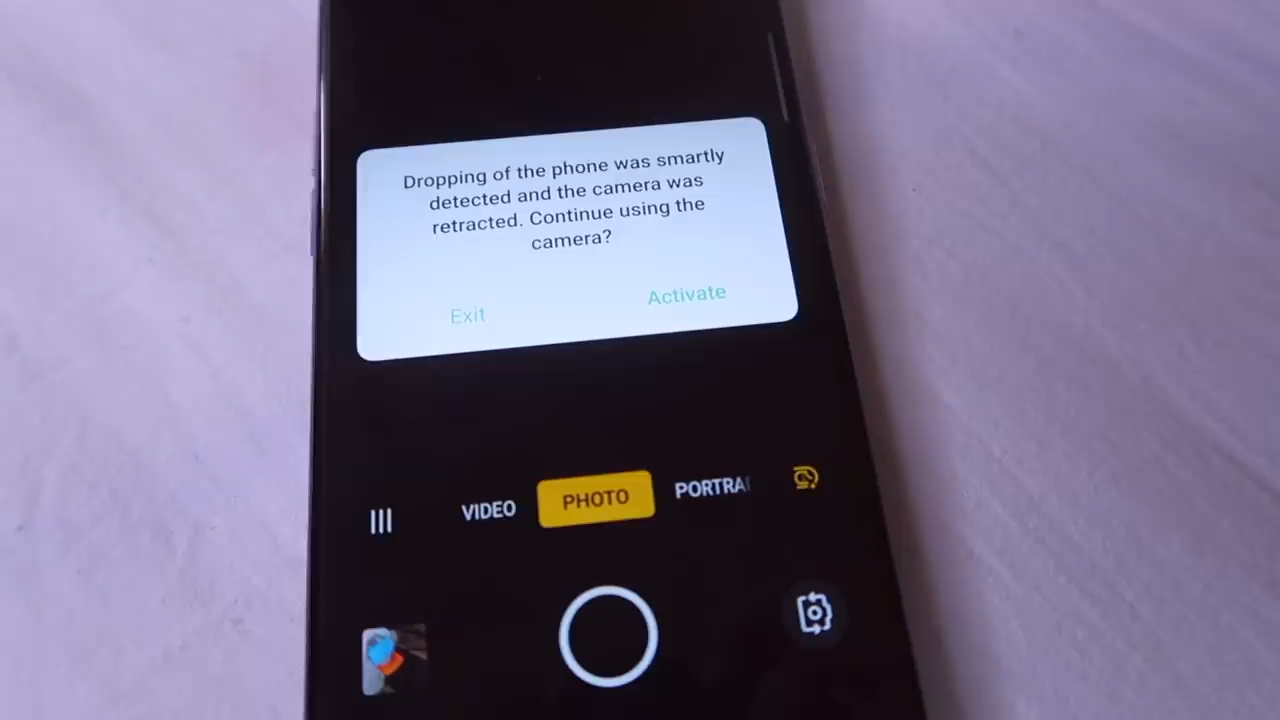 Dropping of the phone was smartly
detected and the camera was
retracted. Continue using the
camera?
Exit
Activate
VIDEO
PHOTO
PORTRAI